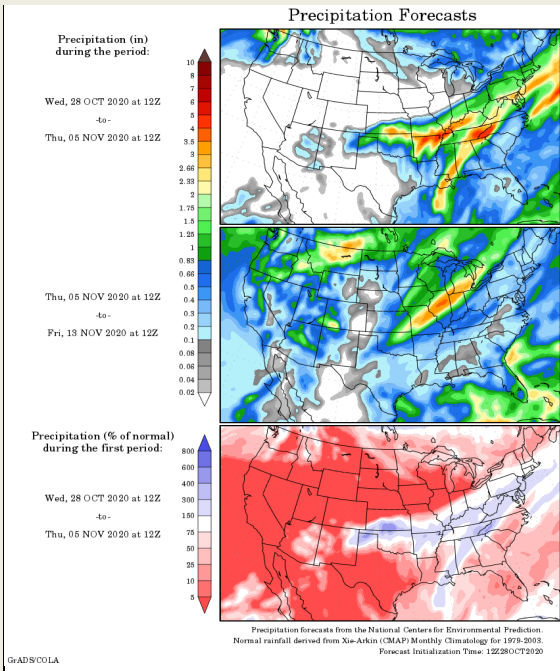 Precipitation Forecasts
Precipitation (in)
during the period:
Wed, 28 OCT 2020 at 12Z
-to-
Thu, 05 NOV 2020 at 12Z
10
8
7
6
5
4
3.5
3
2.66
2.33
2
1.75
1.5
1.25
1
0.83
0.66
0.5
0.4
0.3
0.2
0.1
0.08
0.06
0.04
0.02
Thu, 05 NOV 2020 at 12Z
-to-
Fri, 13 NOV 2020 at 12Z
Precipitation (% of normal)
during the first period:
Wed, 28 OCT 2020 at 12Z
-to-
Thu, 05 NOV 2020 at 12Z
800
600
400
300
150
75
50
25
10
5
Precipitation forecasts from the National Centers for Environmental Prediction.
Normal rainfall derived from Xie-Arkin (CMAP) Monthly Climatology for 1979-2003.
Forecast Initialization Time: 12Z28OCT2020
GrADS/COLA